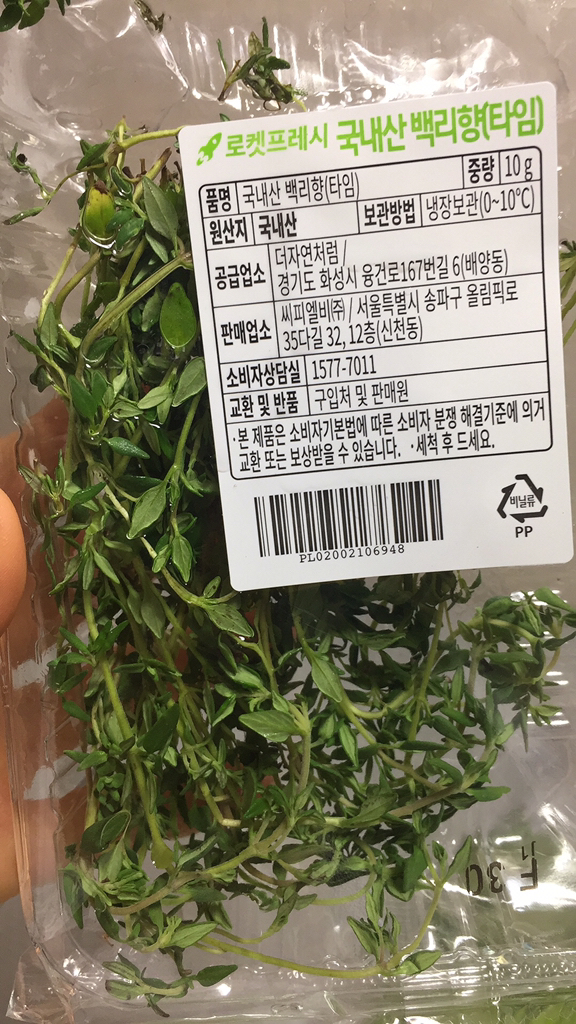 로켓프레시 국내산 백리향(타임)
품명 국내산 백리향(타임) 중량 10 g
원산지 국내산 보관방법 냉장보관(0~10°C)
공급업소 더자연처럼 /
경기도 화성시 융건로167번길 6(배양동)
판매업소 씨피엘비㈜ / 서울특별시 송파구 올림픽로
35다길 32, 12층(신천동)
소비자상담실 1577-7011
교환 및 반품 구입처 및 판매원
·본 제품은 소비자기본법에 따른 소비자 분쟁 해결기준에 의거
교환 또는 보상받을 수 있습니다. ·세척 후 드세요.
PL02002106948
비닐류
PP